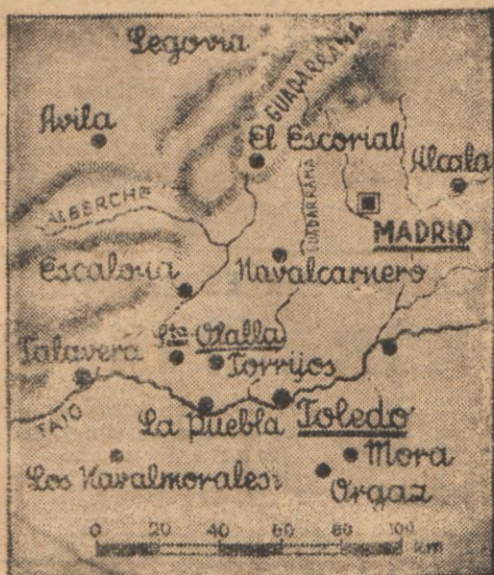 Segovia
GUADARRAMA
Avila
El Escorial
Alcala
ALBERCHE
GUADARRAMA
MADRID
Escalona
Navalcarnero
Sta Olalla
Talavera
Torrijos
TAJO
La Puebla
Toledo
Mora
Los Navalmorales
Orgaz
0 20 40 60 80 100
km